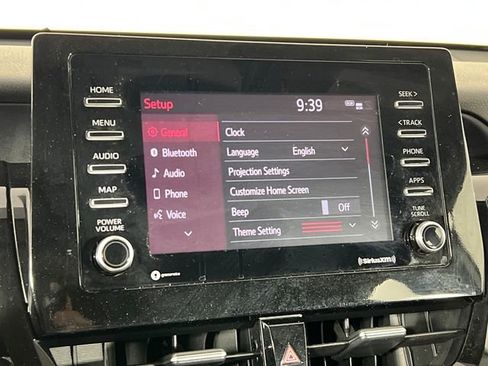 HOME
MENU
AUDIO
MAP
POWER
VOLUME
Setup
9:39
General
Bluetooth
Audio
Phone
Voice
Clock
Language English
Projection Settings
Customize Home Screen
Beep Off
Theme Setting
SEEK >
< TRACK
PHONE
APPS
TUNE
SCROLL
((SiriusXM))